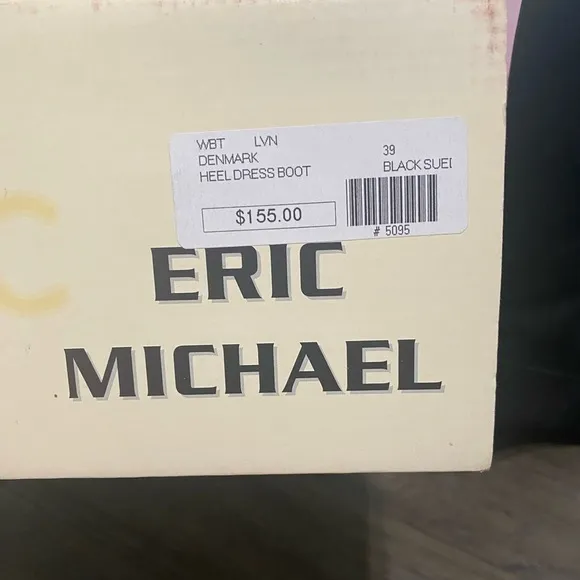 WBT LVN
DENMARK 39
HEEL DRESS BOOT BLACK SUEI
$155.00
# 5095
ERIC
MICHAEL